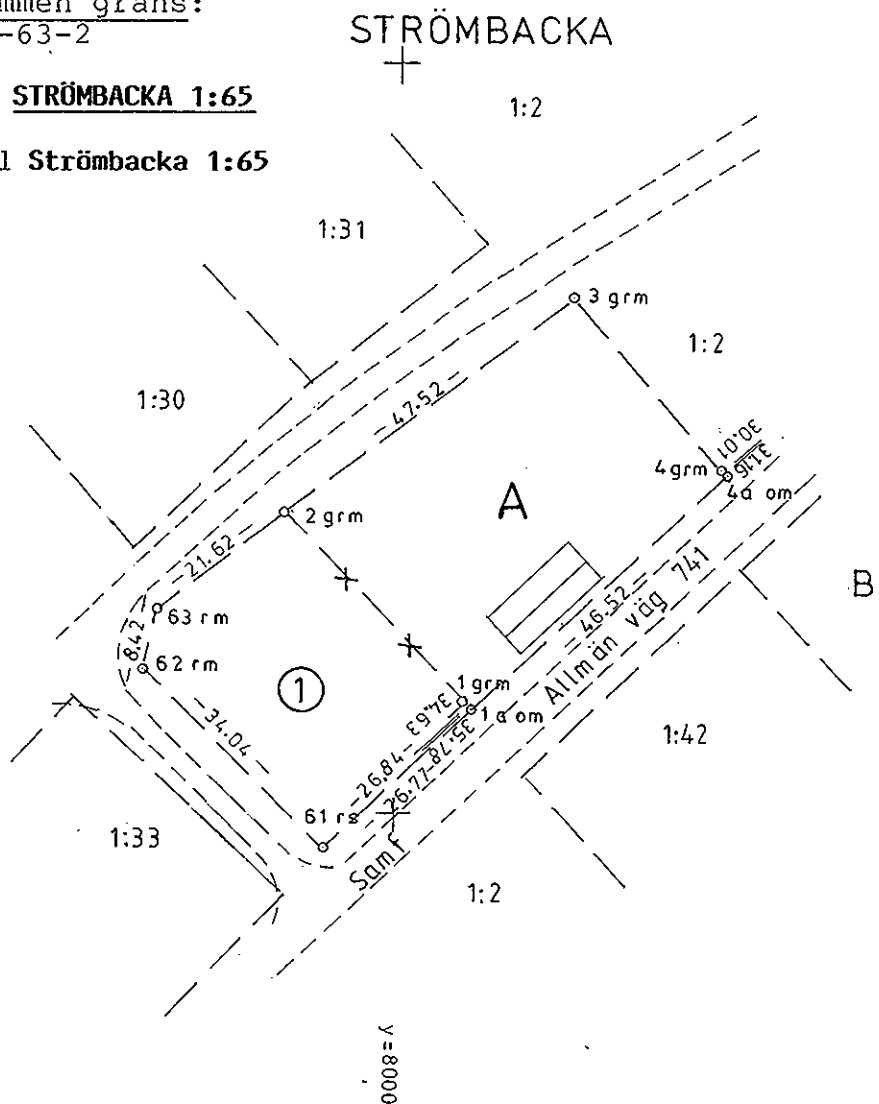 ommen gräns:
-63-2
STRÖMBACKA
STRÖMBACKA 1:65
l Strömbacka 1:65
1:2
1:31
3 grm
1:2
1:30
47.52
30.01
31.15
4 grm
4a om
A
2 grm
21.62
B
63 rm
8.42
62 rm
46.52
Allmän väg 741
1
1 grm
1a om
34.63
35.78
34.04
26.84
26.77
1:42
61 rs
1:33
Samf
1:2
y=8000